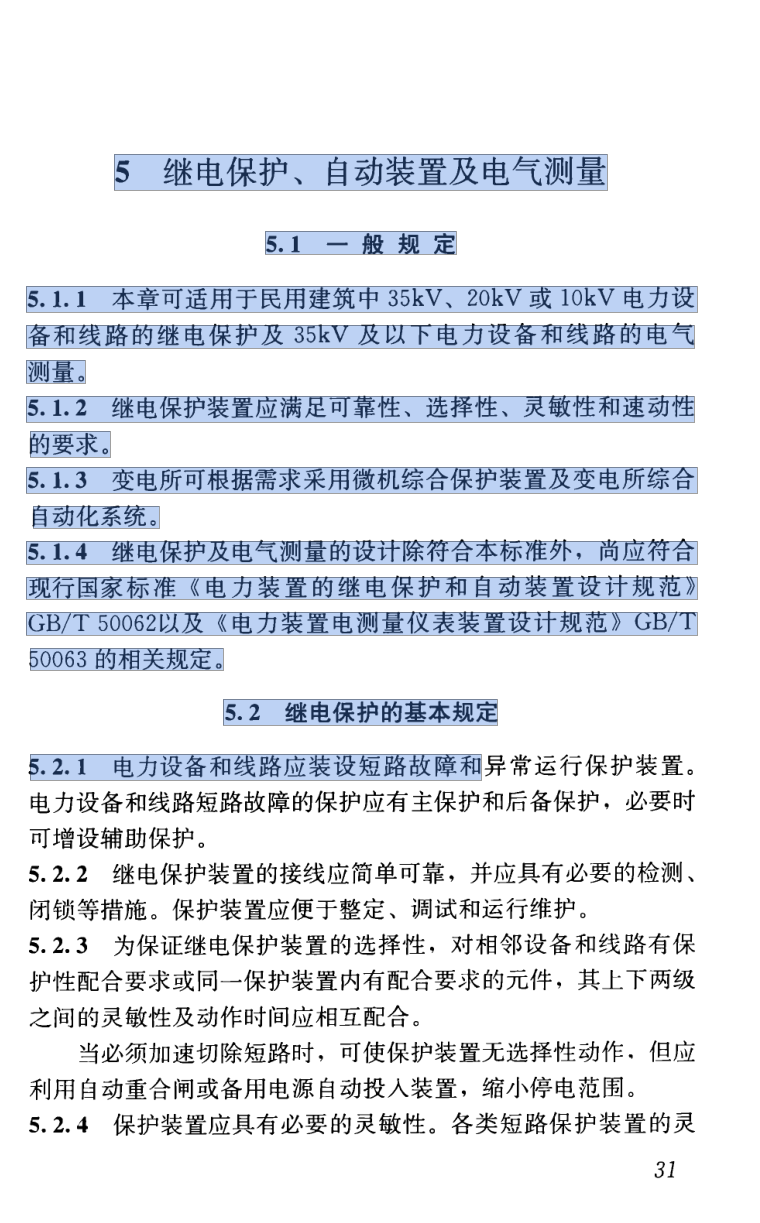 5 继电保护、自动装置及电气测量
5.1 一般规定
5.1.1 本章可适用于民用建筑中 35kV、20kV 或 10kV 电力设
备和线路的继电保护及 35kV 及以下电力设备和线路的电气
测量。
5.1.2 继电保护装置应满足可靠性、选择性、灵敏性和速动性
的要求。
5.1.3 变电所可根据需求采用微机综合保护装置及变电所综合
自动化系统。
5.1.4 继电保护及电气测量的设计除符合本标准外，尚应符合
现行国家标准《电力装置的继电保护和自动装置设计规范》
GB/T 50062以及《电力装置电测量仪表装置设计规范》GB/T
50063 的相关规定。
5.2 继电保护的基本规定
5.2.1 电力设备和线路应装设短路故障和异常运行保护装置。
电力设备和线路短路故障的保护应有主保护和后备保护，必要时
可增设辅助保护。
5.2.2 继电保护装置的接线应简单可靠，并应具有必要的检测、
闭锁等措施。保护装置应便于整定、调试和运行维护。
5.2.3 为保证继电保护装置的选择性，对相邻设备和线路有保
护性配合要求或同一保护装置内有配合要求的元件，其上下两级
之间的灵敏性及动作时间应相互配合。
当必须加速切除短路时，可使保护装置无选择性动作，但应
利用自动重合闸或备用电源自动投入装置，缩小停电范围。
5.2.4 保护装置应具有必要的灵敏性。各类短路保护装置的灵
31